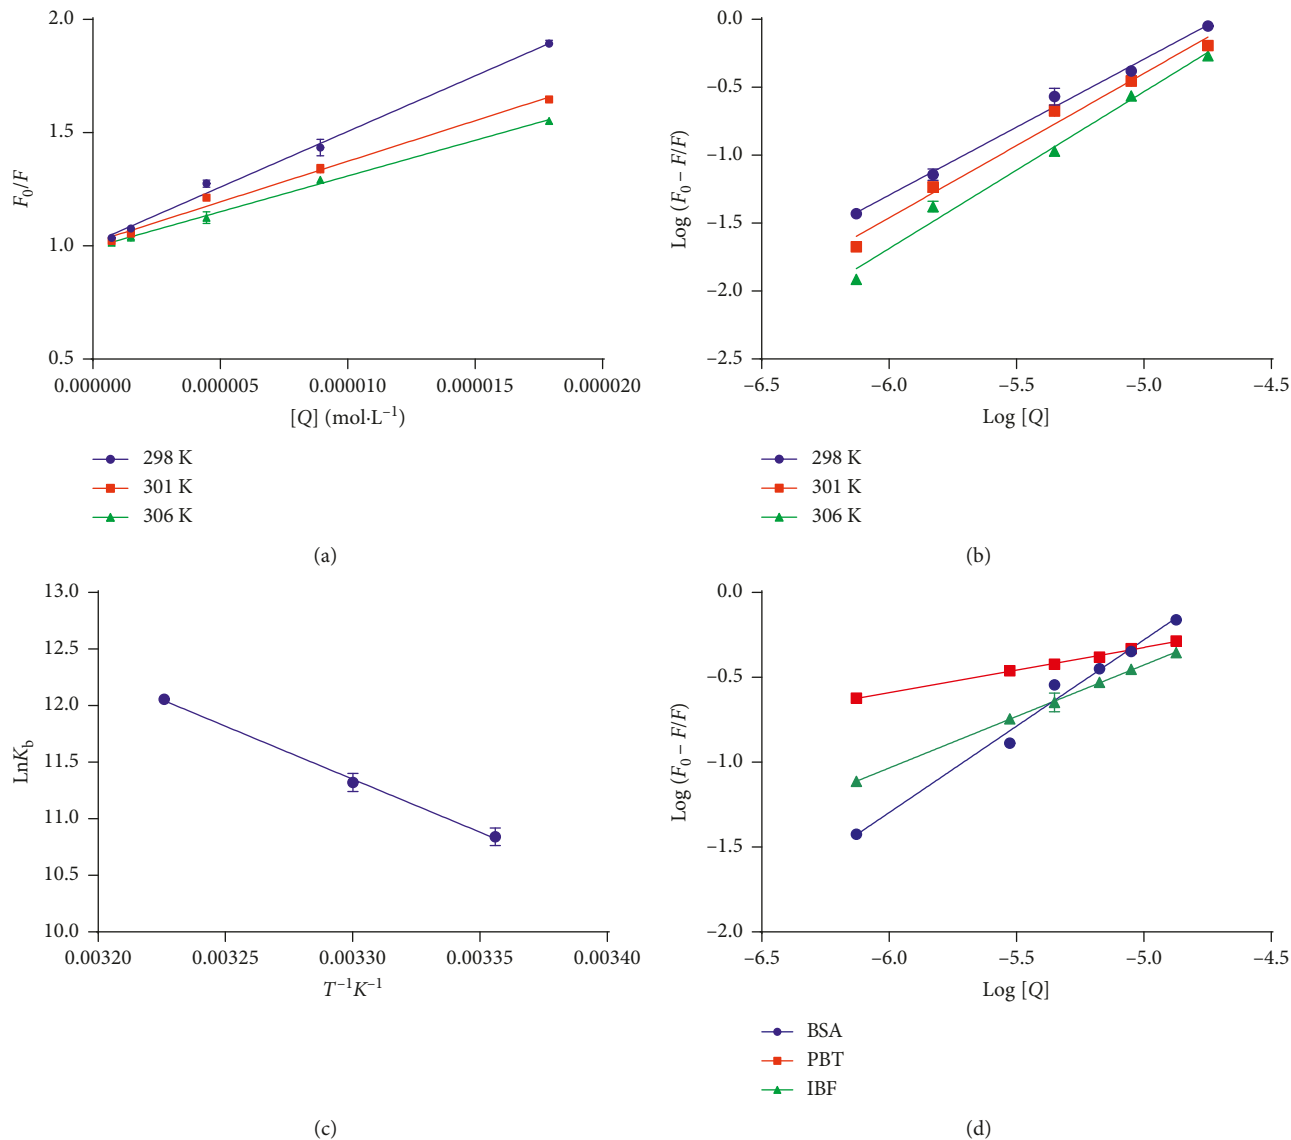 2.0
1.5
1.0
0.5
F₀/F
0.000000 0.000005 0.000010 0.000015 0.000020
[Q] (mol·L⁻¹)
298 K
301 K
306 K
(a)
0.0
−0.5
−1.0
−1.5
−2.0
−2.5
Log (F₀ – F/F)
−6.5 −6.0 −5.5 −5.0 −4.5
Log [Q]
298 K
301 K
306 K
(b)
13.0
12.5
12.0
11.5
11.0
10.5
10.0
LnK_b
0.00320 0.00325 0.00330 0.00335 0.00340
T⁻¹K⁻¹
(c)
0.0
−0.5
−1.0
−1.5
−2.0
Log (F₀ – F/F)
−6.5 −6.0 −5.5 −5.0 −4.5
Log [Q]
BSA
PBT
IBF
(d)